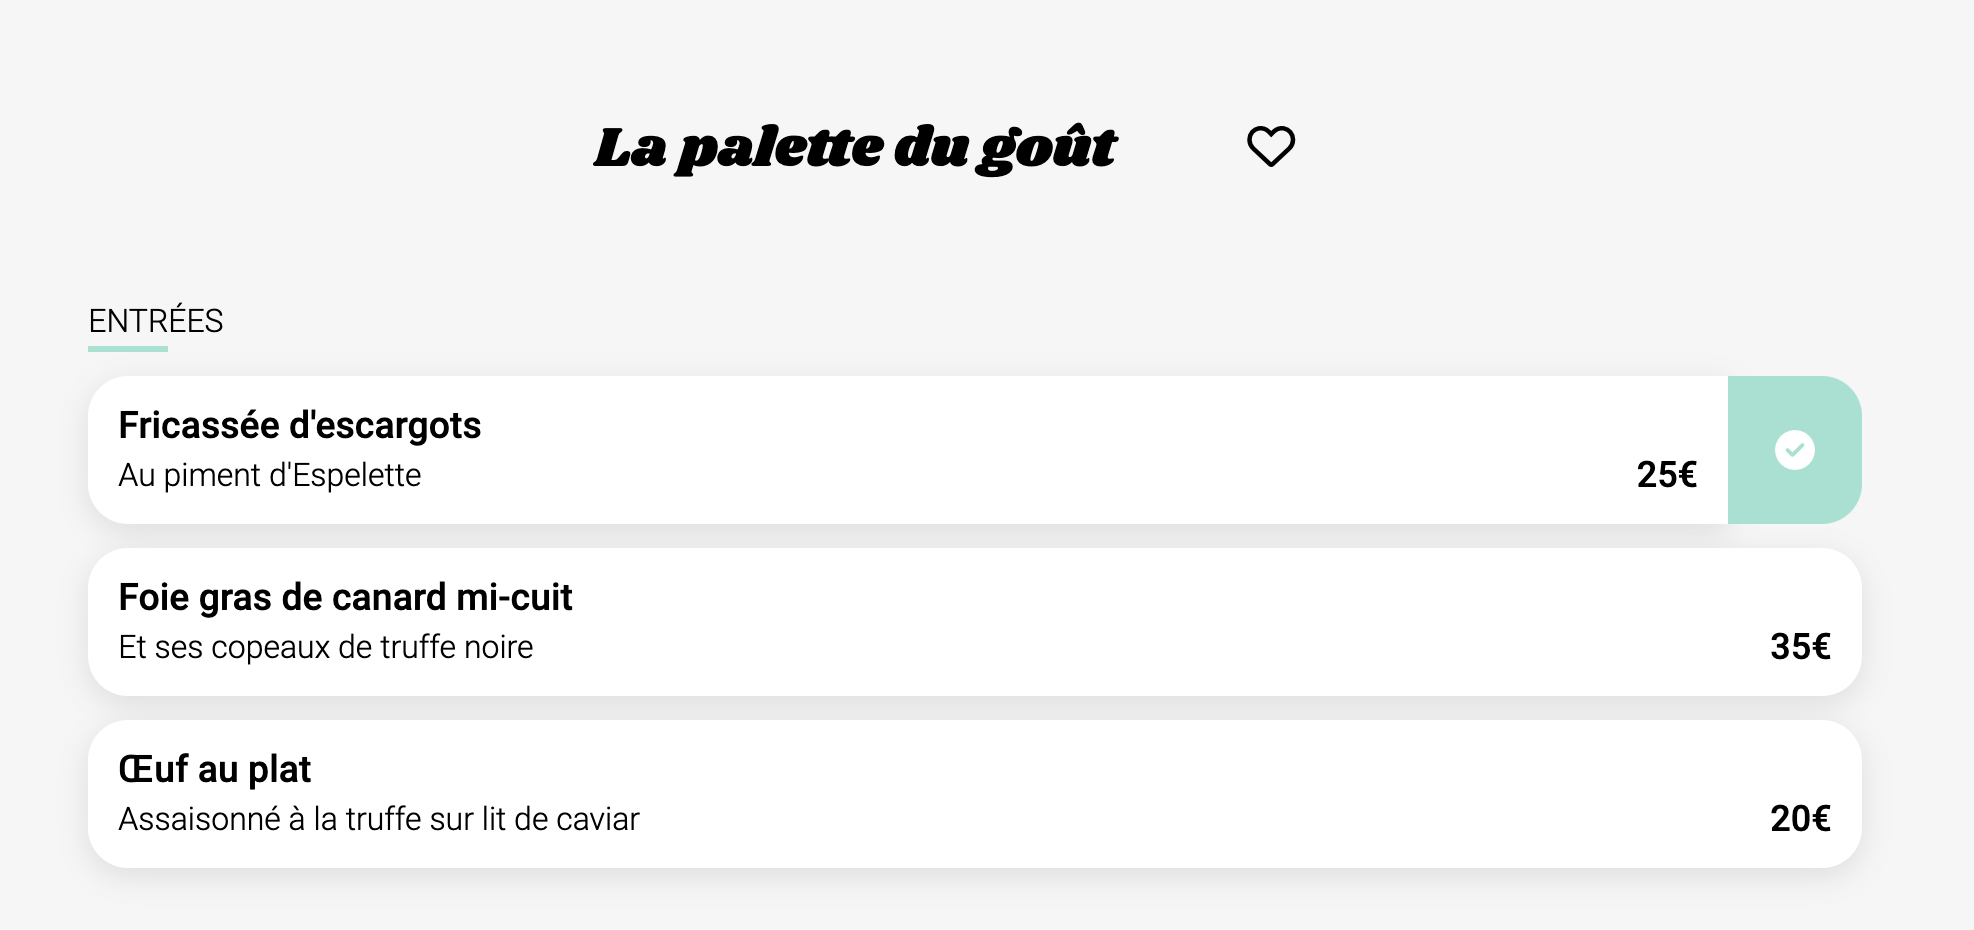 La palette du goût
ENTRÉES
Fricassée d'escargots
Au piment d'Espelette
25€
Foie gras de canard mi-cuit
Et ses copeaux de truffe noire
35€
Œuf au plat
Assaisonné à la truffe sur lit de caviar
20€